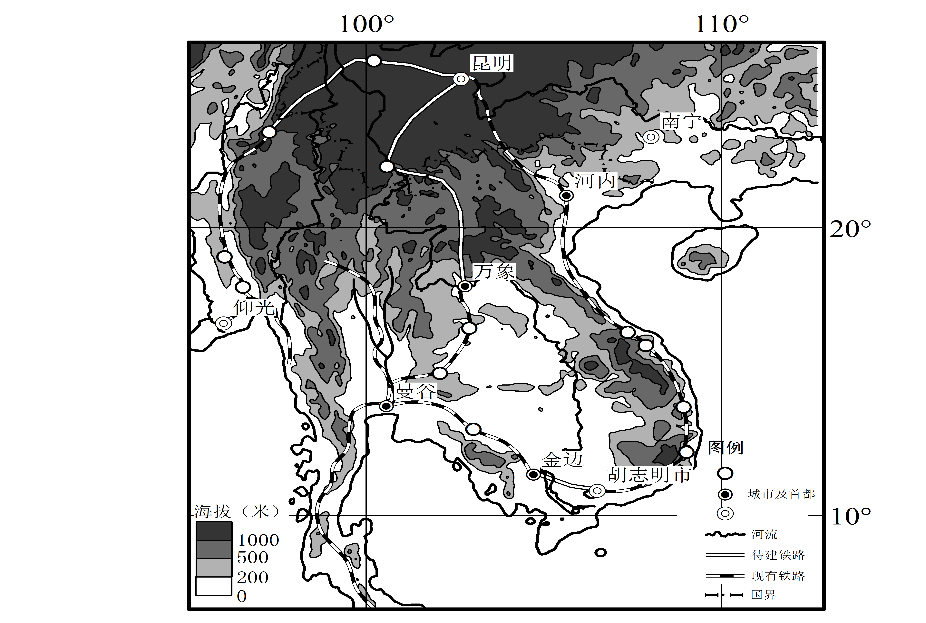 100° 110°
昆明
南宁
河内
20°
万象
仰光
曼谷
图例
金边
胡志明市
城市及首都
海拔（米）
10°
河流
1000
待建铁路
500
现有铁路
200
国界
0